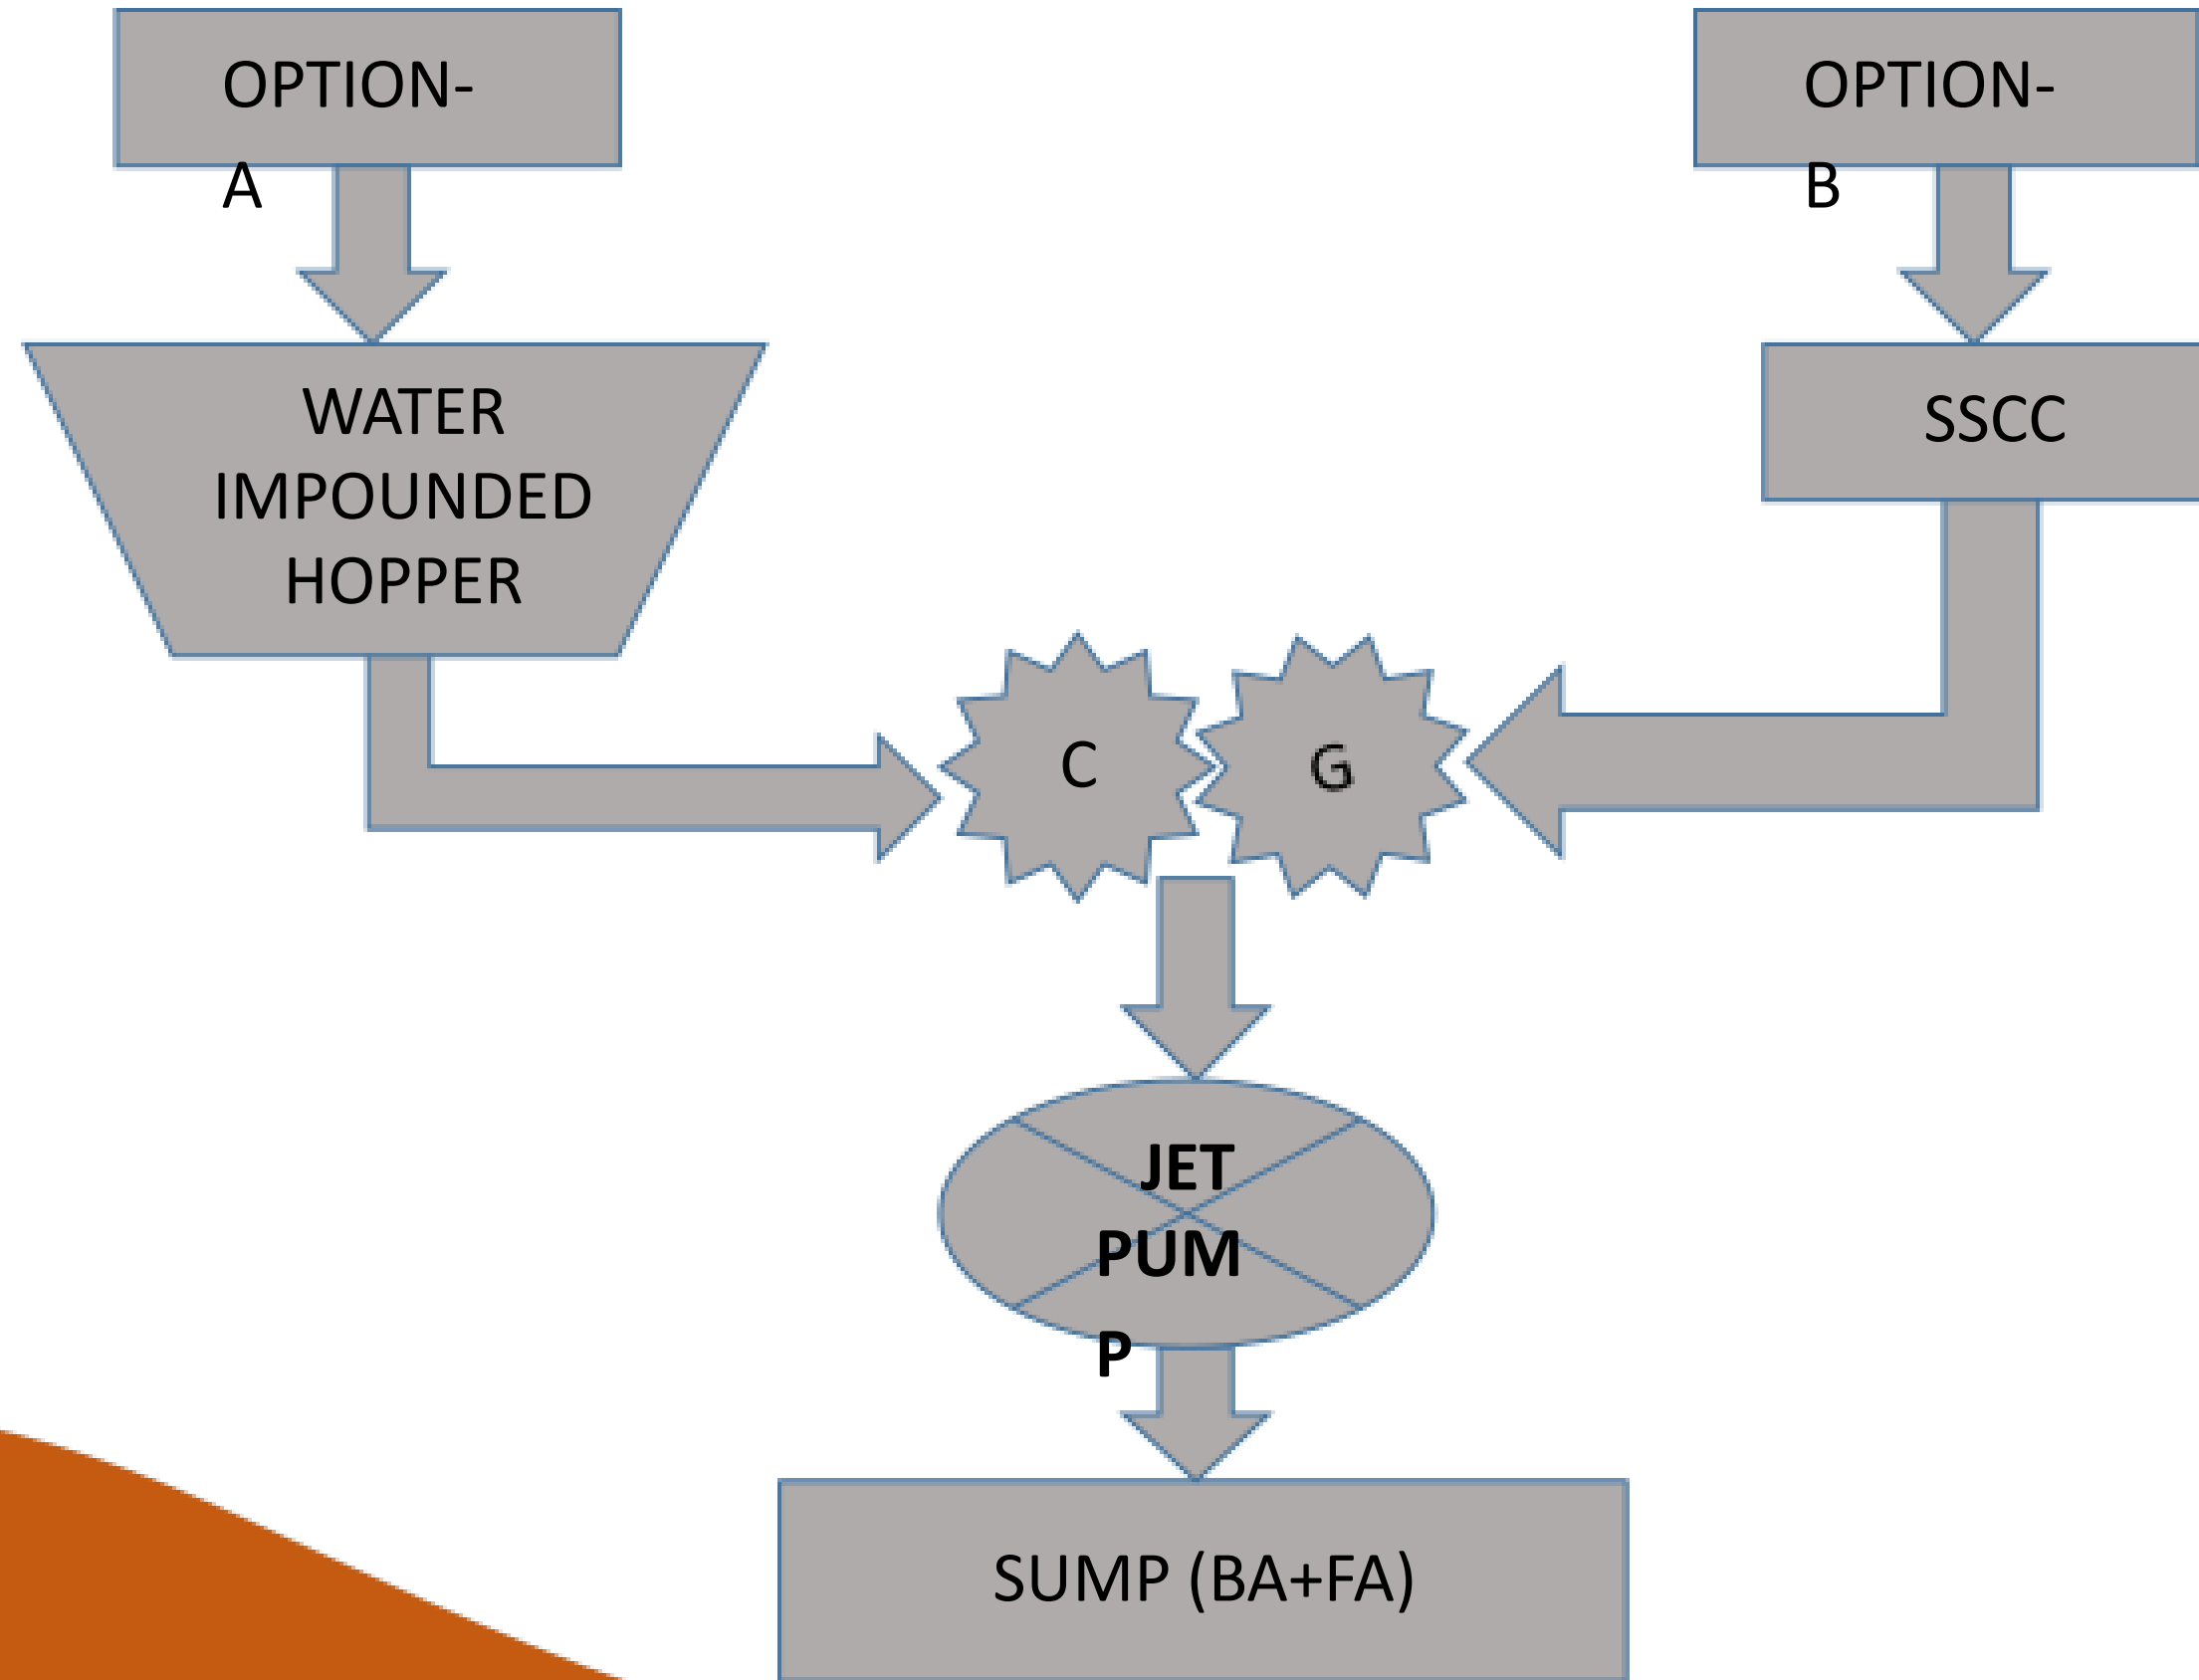 OPTION-
A
OPTION-
B
WATER
IMPOUNDED
HOPPER
SSCC
C
G
JET
PUM
P
SUMP (BA+FA)